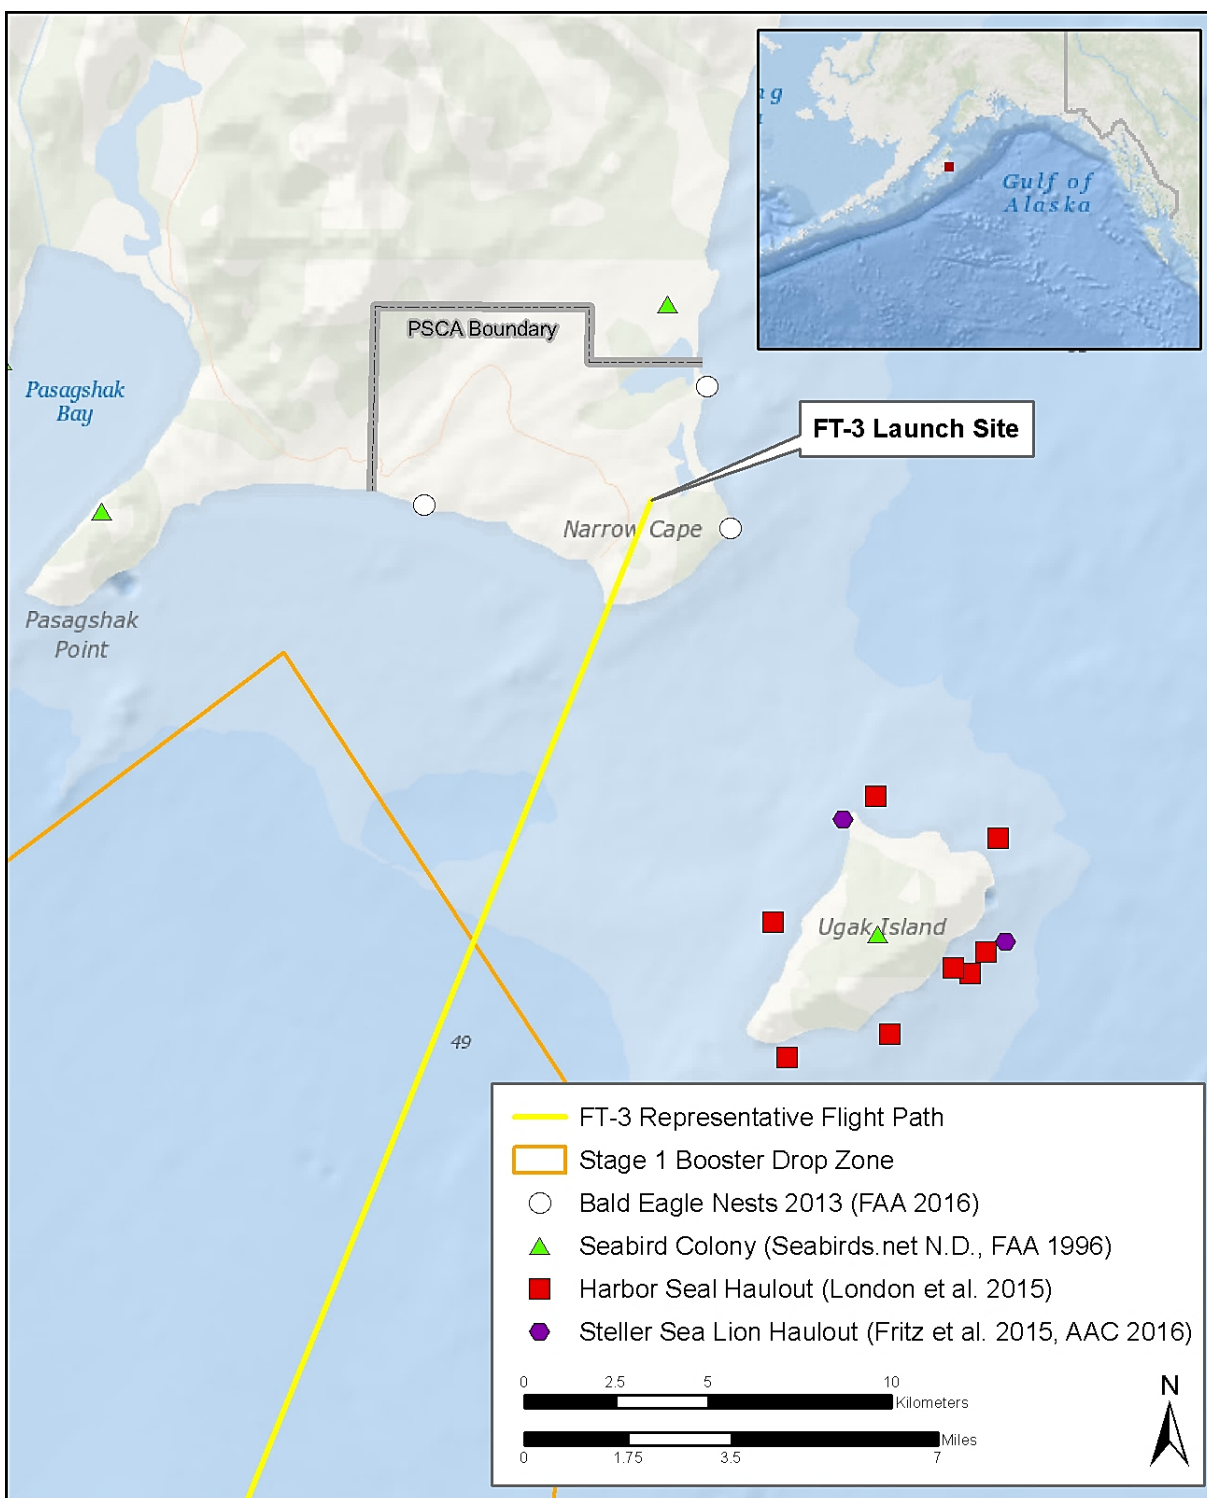 Gulf of
Alaska
PSCA Boundary
Pasagshak
Bay
FT-3 Launch Site
Narrow Cape
Pasagshak
Point
Ugak Island
49
FT-3 Representative Flight Path
Stage 1 Booster Drop Zone
Bald Eagle Nests 2013 (FAA 2016)
Seabird Colony (Seabirds.net N.D., FAA 1996)
Harbor Seal Haulout (London et al. 2015)
Steller Sea Lion Haulout (Fritz et al. 2015, AAC 2016)
0 2.5 5 10
Kilometers
Miles
0 1.75 3.5 7
N